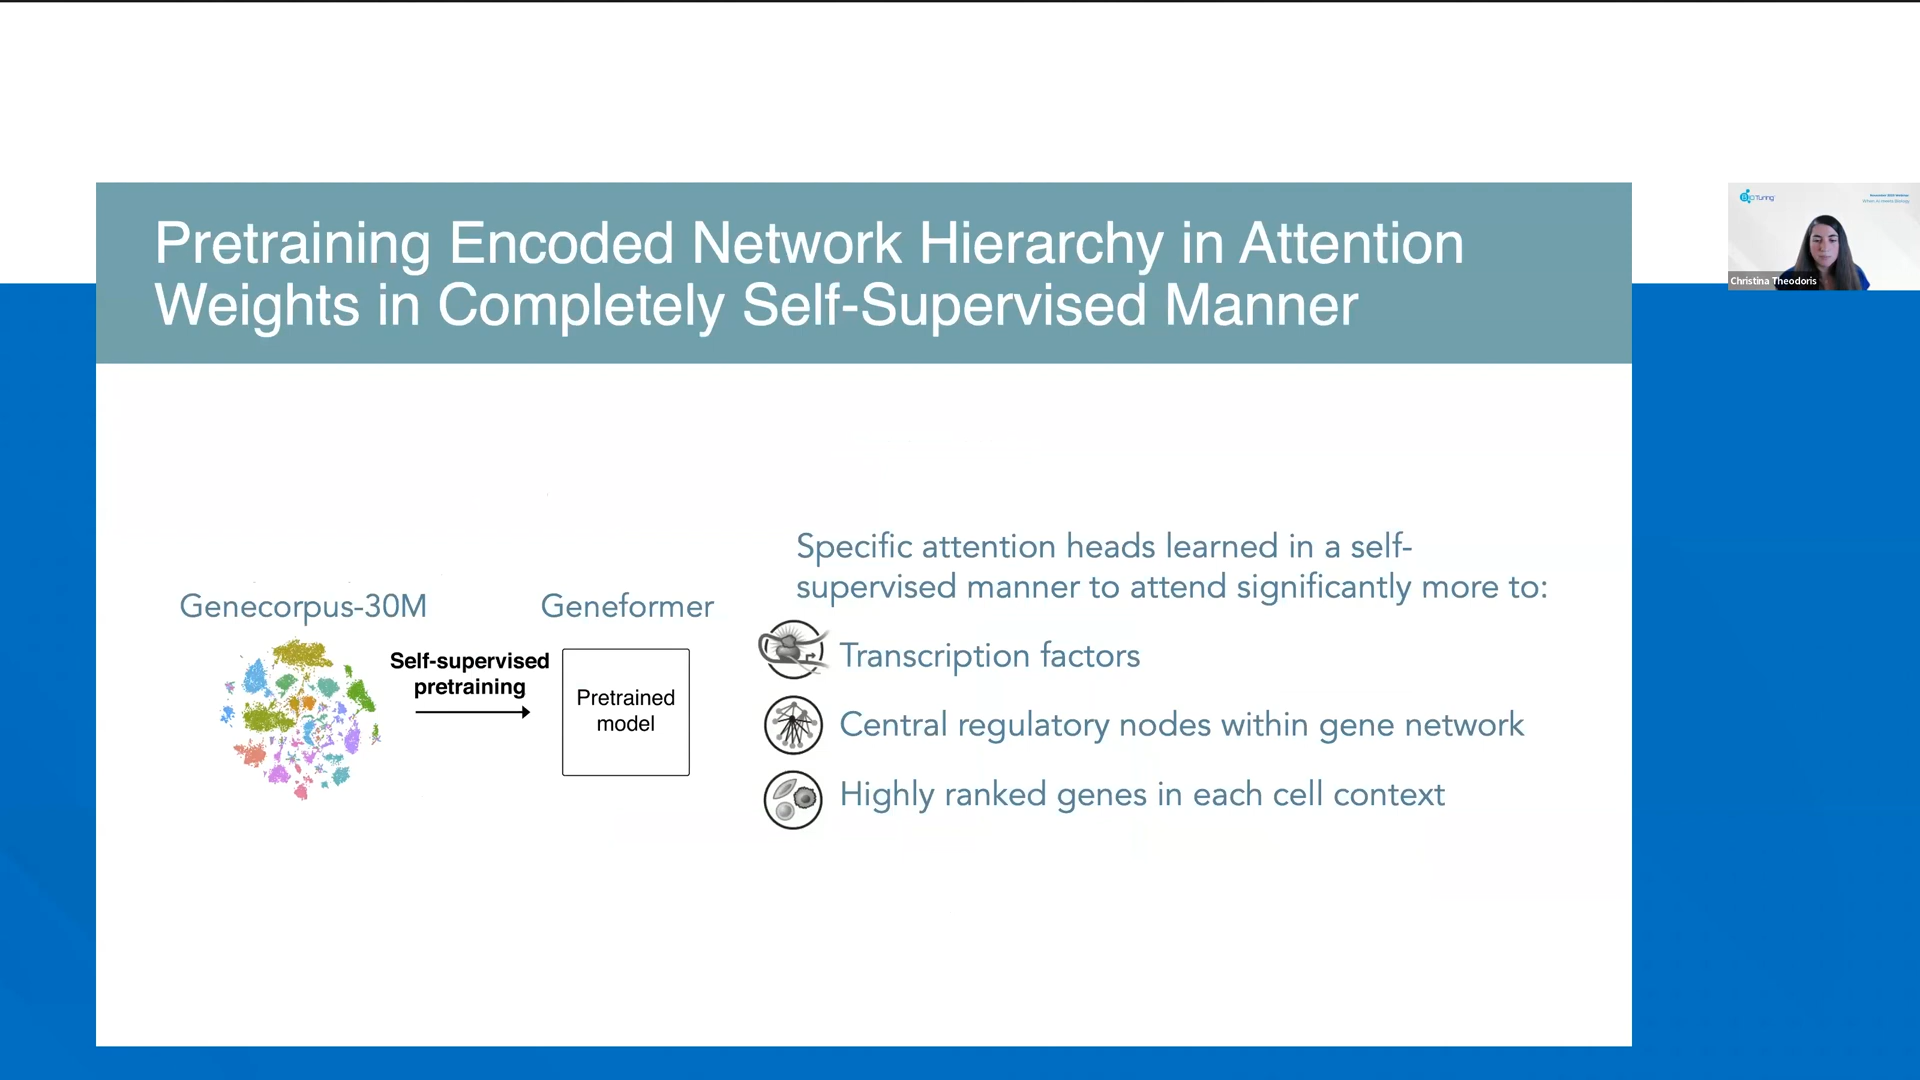 Pretraining Encoded Network Hierarchy in Attention
Weights in Completely Self-Supervised Manner
Genecorpus-30M
Self-supervised
pretraining
Geneformer
Pretrained
model
Specific attention heads learned in a self-
supervised manner to attend significantly more to:
Transcription factors
Central regulatory nodes within gene network
Highly ranked genes in each cell context
Turing
Christina Theodoris